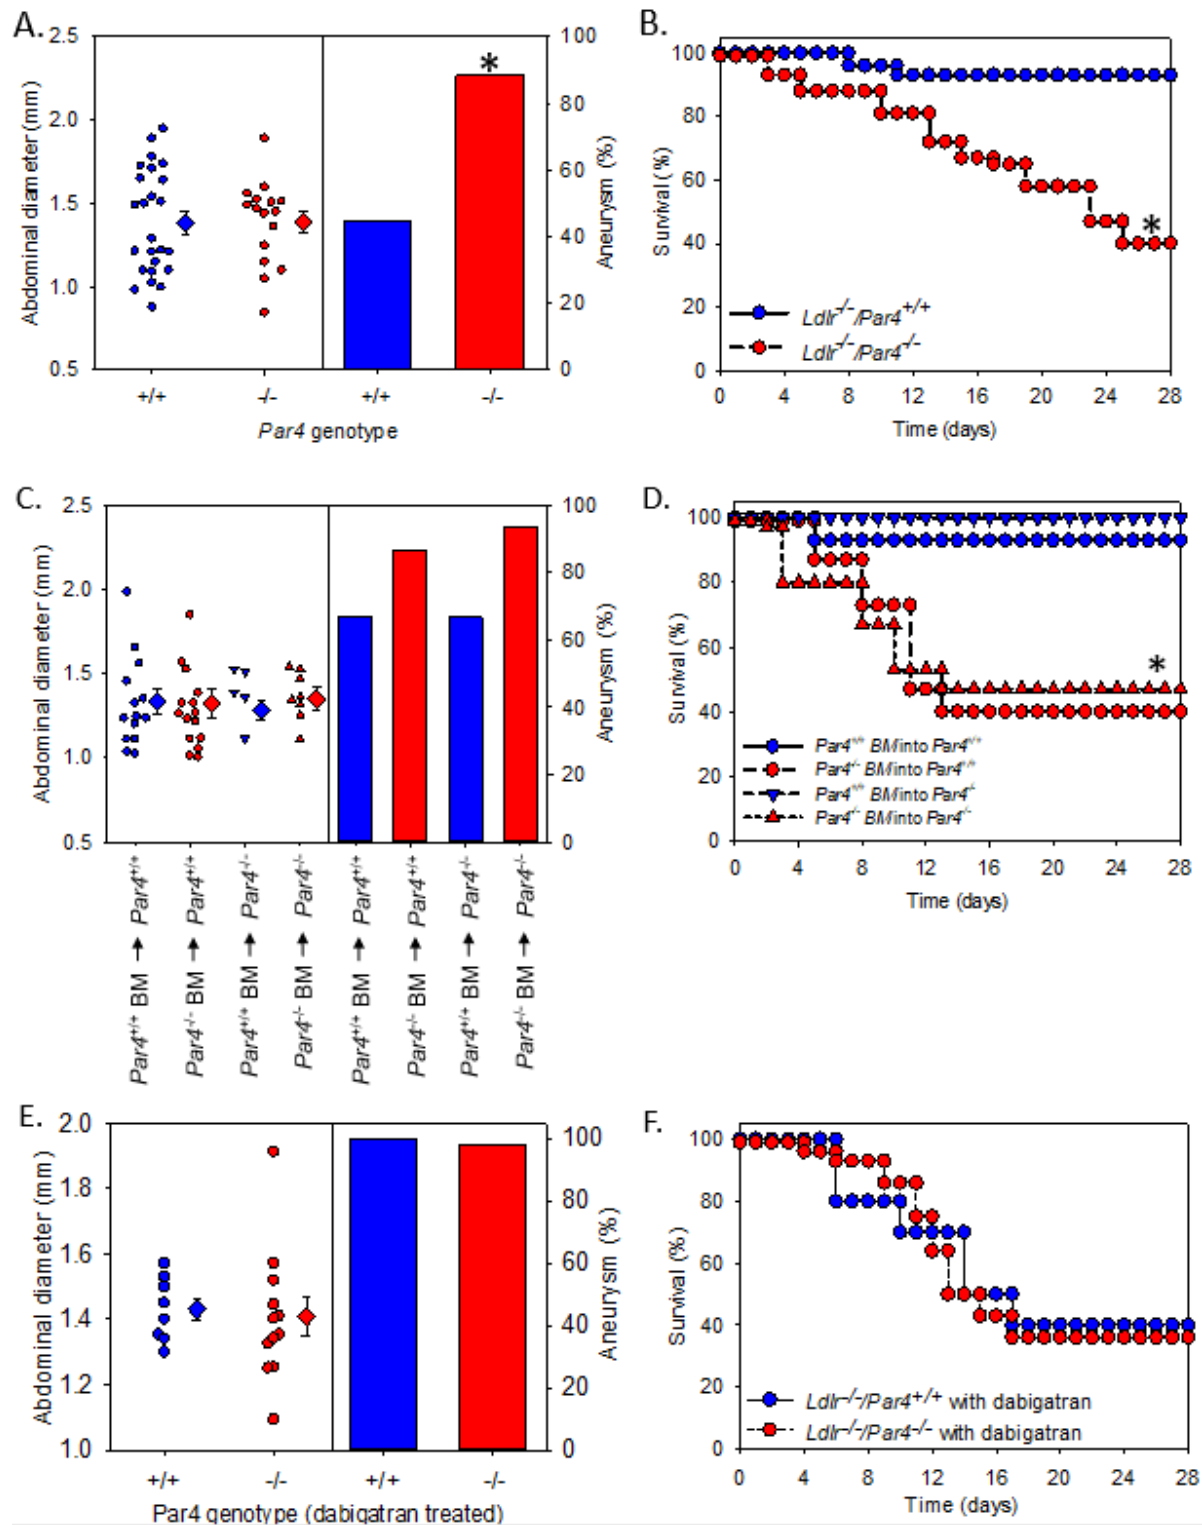 A.
2.5
2.0
1.5
1.0
0.5
Abdominal diameter (mm)
*
100
80
60
40
20
0
Aneurysm (%)
+/+
-/-
+/+
-/-
Par4 genotype
B.
100
80
60
40
20
0
Survival (%)
*
Ldlr-/-/Par4+/+
Ldlr-/-/Par4-/-
0 4 8 12 16 20 24 28
Time (days)
C.
2.5
2.0
1.5
1.0
0.5
Abdominal diameter (mm)
100
80
60
40
20
0
Aneurysm (%)
Par4+/+ BM → Par4+/+
Par4-/- BM → Par4+/+
Par4+/+ BM → Par4-/-
Par4-/- BM → Par4-/-
Par4+/+ BM → Par4+/+
Par4-/- BM → Par4+/+
Par4+/+ BM → Par4-/-
Par4-/- BM → Par4-/-
D.
100
80
60
40
20
0
Survival (%)
*
Par4+/+ BM into Par4+/+
Par4-/- BM into Par4+/+
Par4+/+ BM into Par4-/-
Par4-/- BM into Par4-/-
0 4 8 12 16 20 24 28
Time (days)
E.
2.0
1.8
1.6
1.4
1.2
1.0
Abdominal diameter (mm)
100
80
60
40
20
0
Aneurysm (%)
+/+
-/-
+/+
-/-
Par4 genotype (dabigatran treated)
F.
100
80
60
40
20
0
Survival (%)
Ldlr-/-/Par4+/+ with dabigatran
Ldlr-/-/Par4-/- with dabigatran
0 4 8 12 16 20 24 28
Time (days)